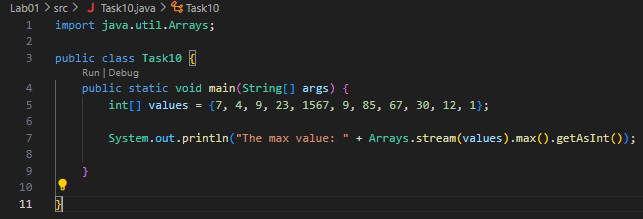 Lab01 > src > J Task10.java > Task10
1 import java.util.Arrays;
2
3 public class Task10 {
Run | Debug
4 public static void main(String[] args) {
5 int[] values = {7, 4, 9, 23, 1567, 9, 85, 67, 30, 12, 1};
6
7 System.out.println("The max value: " + Arrays.stream(values).max().getAsInt());
8
9 }
10
11 }